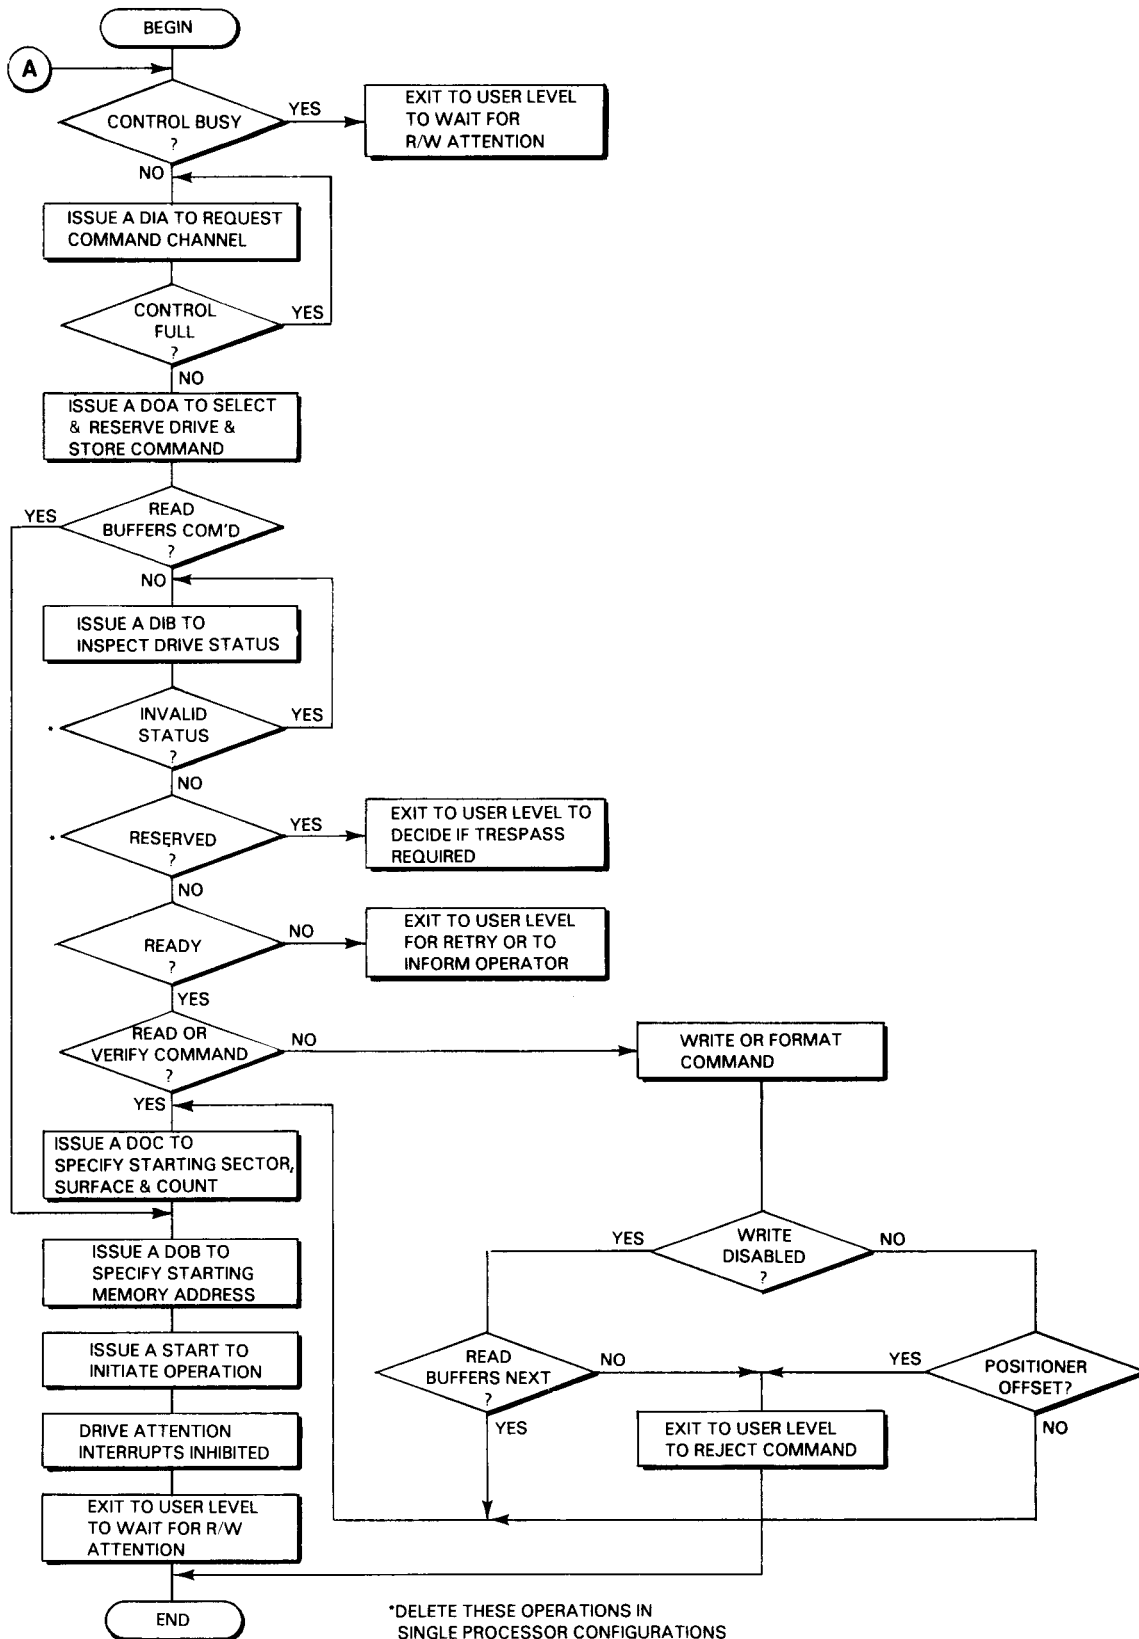 BEGIN
A
CONTROL BUSY
?
YES
EXIT TO USER LEVEL
TO WAIT FOR
R/W ATTENTION
NO
ISSUE A DIA TO REQUEST
COMMAND CHANNEL
CONTROL
FULL
?
YES
NO
ISSUE A DOA TO SELECT
& RESERVE DRIVE &
STORE COMMAND
YES
READ
BUFFERS COM'D
?
NO
ISSUE A DIB TO
INSPECT DRIVE STATUS
INVALID
STATUS
?
YES
NO
RESERVED
?
YES
EXIT TO USER LEVEL TO
DECIDE IF TRESPASS
REQUIRED
NO
READY
?
NO
EXIT TO USER LEVEL
FOR RETRY OR TO
INFORM OPERATOR
YES
READ OR
VERIFY COMMAND
?
NO
WRITE OR FORMAT
COMMAND
YES
ISSUE A DOC TO
SPECIFY STARTING SECTOR,
SURFACE & COUNT
YES
WRITE
DISABLED
?
NO
ISSUE A DOB TO
SPECIFY STARTING
MEMORY ADDRESS
ISSUE A START TO
INITIATE OPERATION
READ
BUFFERS NEXT
?
NO
YES
YES
POSITIONER
OFFSET?
NO
DRIVE ATTENTION
INTERRUPTS INHIBITED
EXIT TO USER LEVEL
TO REJECT COMMAND
EXIT TO USER LEVEL
TO WAIT FOR R/W
ATTENTION
END
*DELETE THESE OPERATIONS IN
SINGLE PROCESSOR CONFIGURATIONS